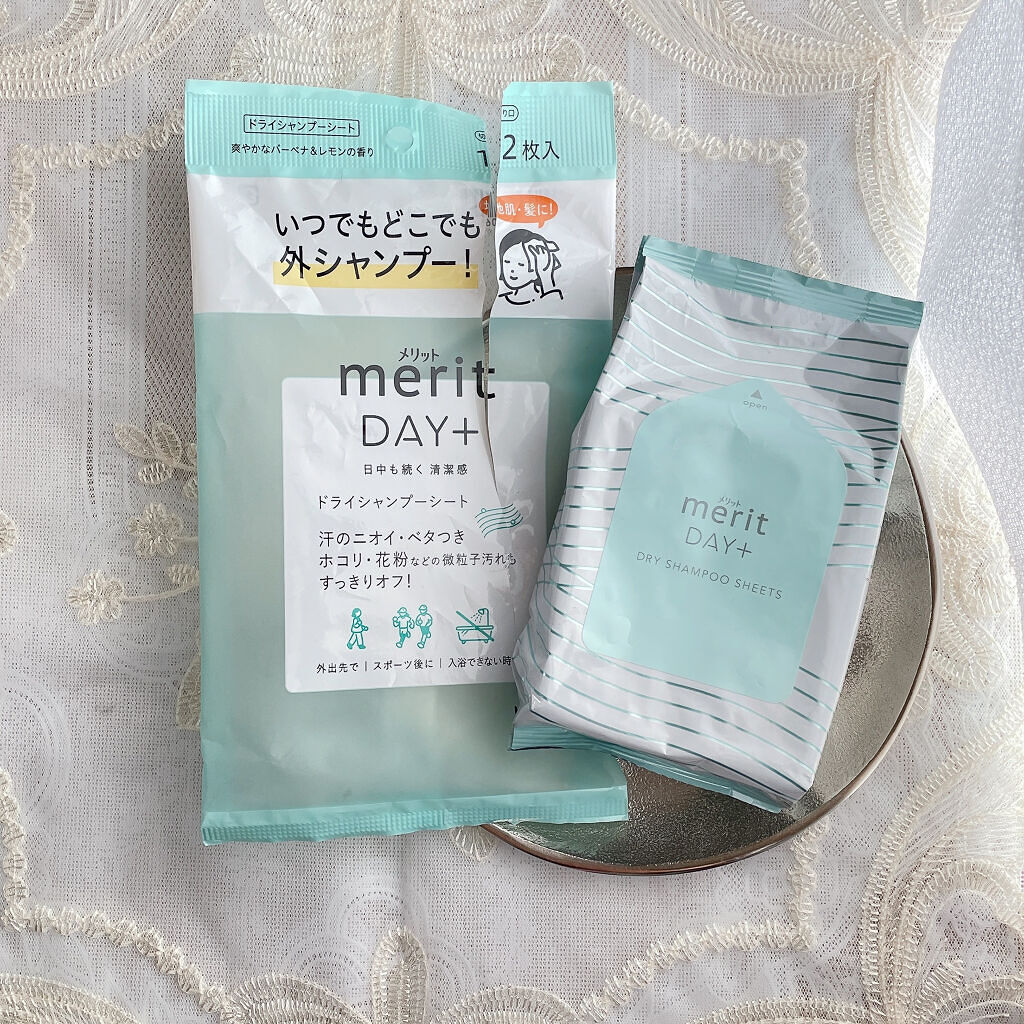 ドライシャンプーシート
爽やかなバーベナ&レモンの香り
切り口
12枚入
いつでもどこでも
外シャンプー!
地肌・髪に!
メリット
merit
DAY+
日中も続く 清潔感
ドライシャンプーシート
汗のニオイ・ベタつき
ホコリ・花粉などの微粒子汚れも
すっきりオフ!
外出先で | スポーツ後に | 入浴できない時
open
メリット
merit
DAY+
DRY SHAMPOO SHEETS